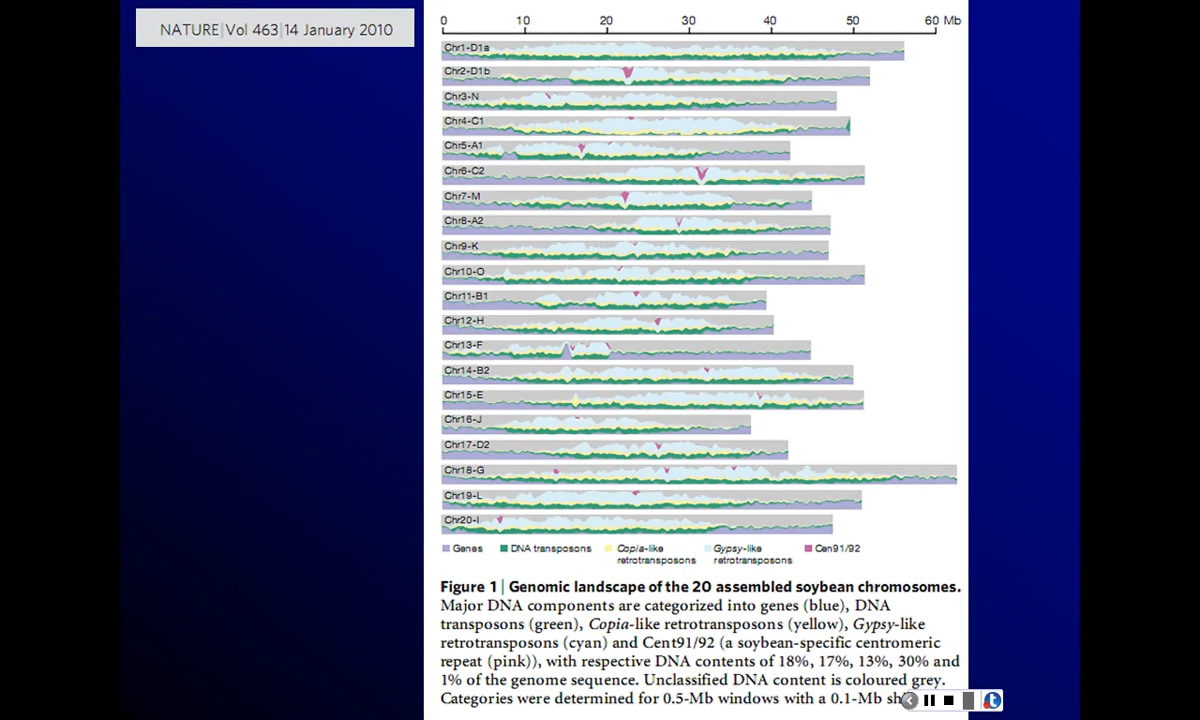 NATURE|Vol 463|14 January 2010
0 10 20 30 40 50 60 Mb
Chr1-D1a
Chr2-D1b
Chr3-N
Chr4-C1
Chr5-A1
Chr6-C2
Chr7-M
Chr8-A2
Chr9-K
Chr10-O
Chr11-B1
Chr12-H
Chr13-F
Chr14-B2
Chr15-E
Chr16-J
Chr17-D2
Chr18-G
Chr19-L
Chr20-I
Genes DNA transposons Copia-like retrotransposons Gypsy-like retrotransposons Cen91/92
Figure 1 | Genomic landscape of the 20 assembled soybean chromosomes.
Major DNA components are categorized into genes (blue), DNA
transposons (green), Copia-like retrotransposons (yellow), Gypsy-like
retrotransposons (cyan) and Cent91/92 (a soybean-specific centromeric
repeat (pink)), with respective DNA contents of 18%, 17%, 13%, 30% and
1% of the genome sequence. Unclassified DNA content is coloured grey.
Categories were determined for 0.5-Mb windows with a 0.1-Mb